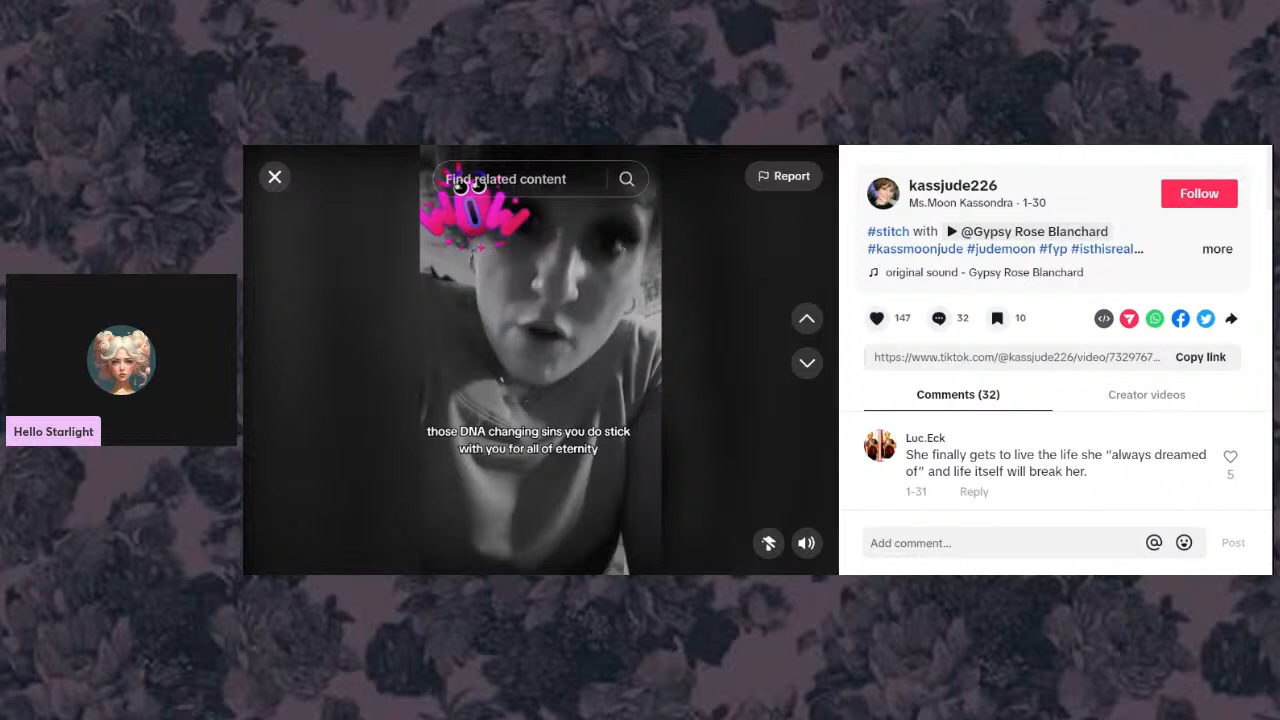 Find related content
Report
those DNA changing sins you do stick
with you for all of eternity
Hello Starlight
kassjude226
Ms.Moon Kassondra · 1-30
Follow
#stitch with ▶ @Gypsy Rose Blanchard
#kassmoonjude #judemoon #fyp #isthisreal... more
original sound - Gypsy Rose Blanchard
147 32 10
https://www.tiktok.com/@kassjude226/video/7329767... Copy link
Comments (32) Creator videos
Luc.Eck
She finally gets to live the life she “always dreamed
of” and life itself will break her.
5
1-31 Reply
Add comment... Post